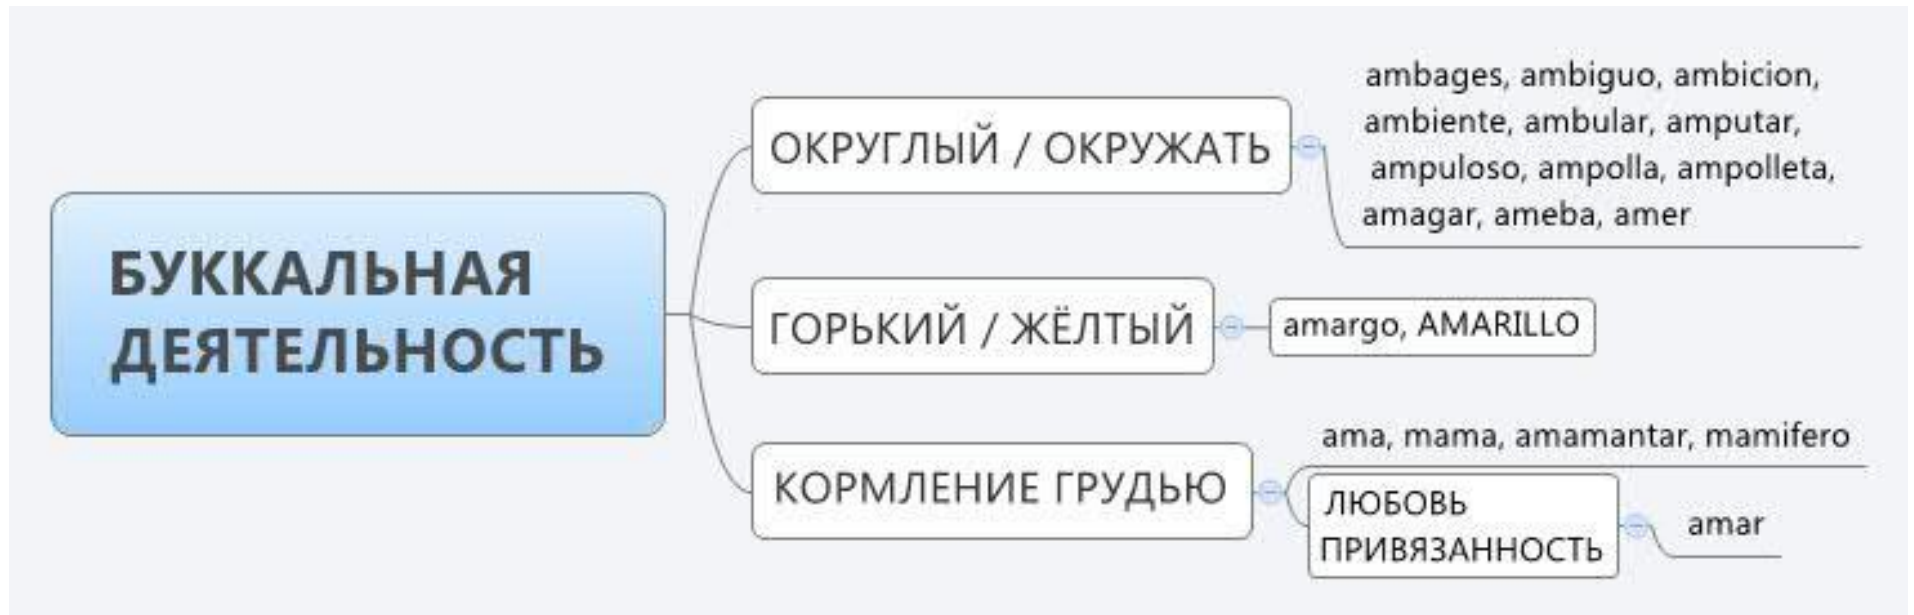 БУККАЛЬНАЯ
ДЕЯТЕЛЬНОСТЬ
ОКРУГЛЫЙ / ОКРУЖАТЬ
ambages, ambiguo, ambicion,
ambiente, ambular, amputar,
ampuloso, ampolla, ampolleta,
amagar, ameba, amer
ГОРЬКИЙ / ЖЁЛТЫЙ
amargo, AMARILLO
КОРМЛЕНИЕ ГРУДЬЮ
ama, mama, amamantar, mamifero
ЛЮБОВЬ
ПРИВЯЗАННОСТЬ
amar